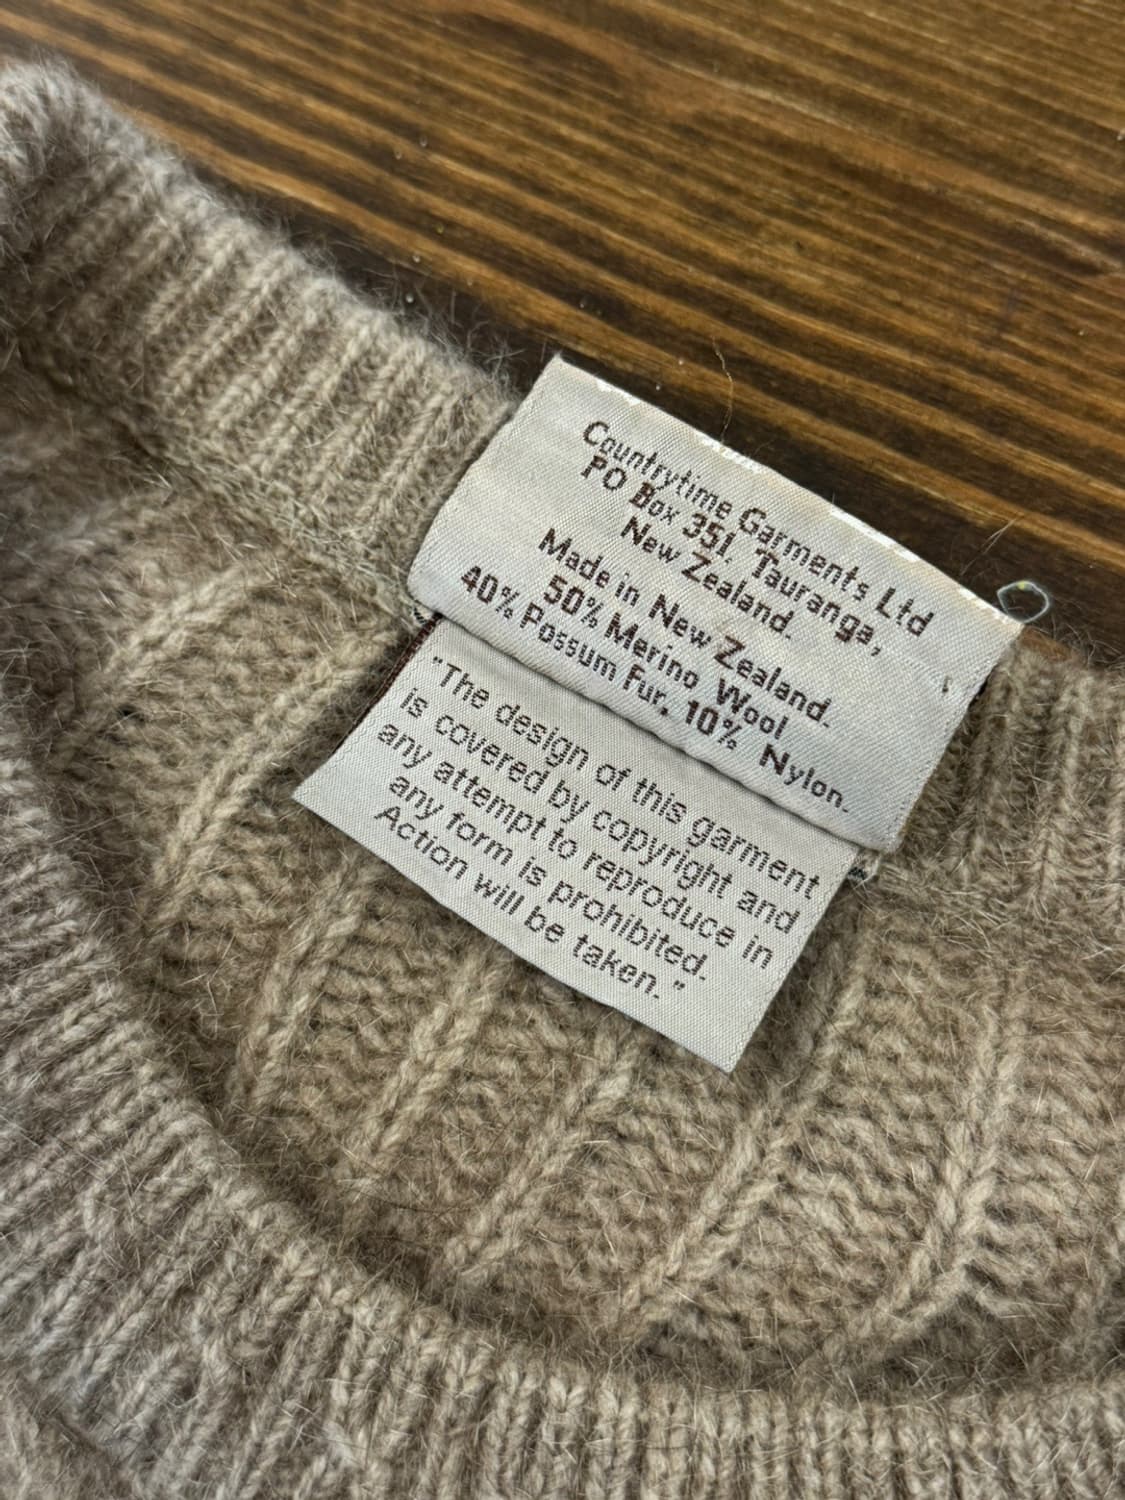 Countrytime Garments Ltd
PO Box 351, Tauranga,
New Zealand.
Made in New Zealand.
50% Merino Wool
40% Possum Fur, 10% Nylon.
"The design of this garment
is covered by copyright and
any attempt to reproduce in
any form is prohibited.
Action will be taken."